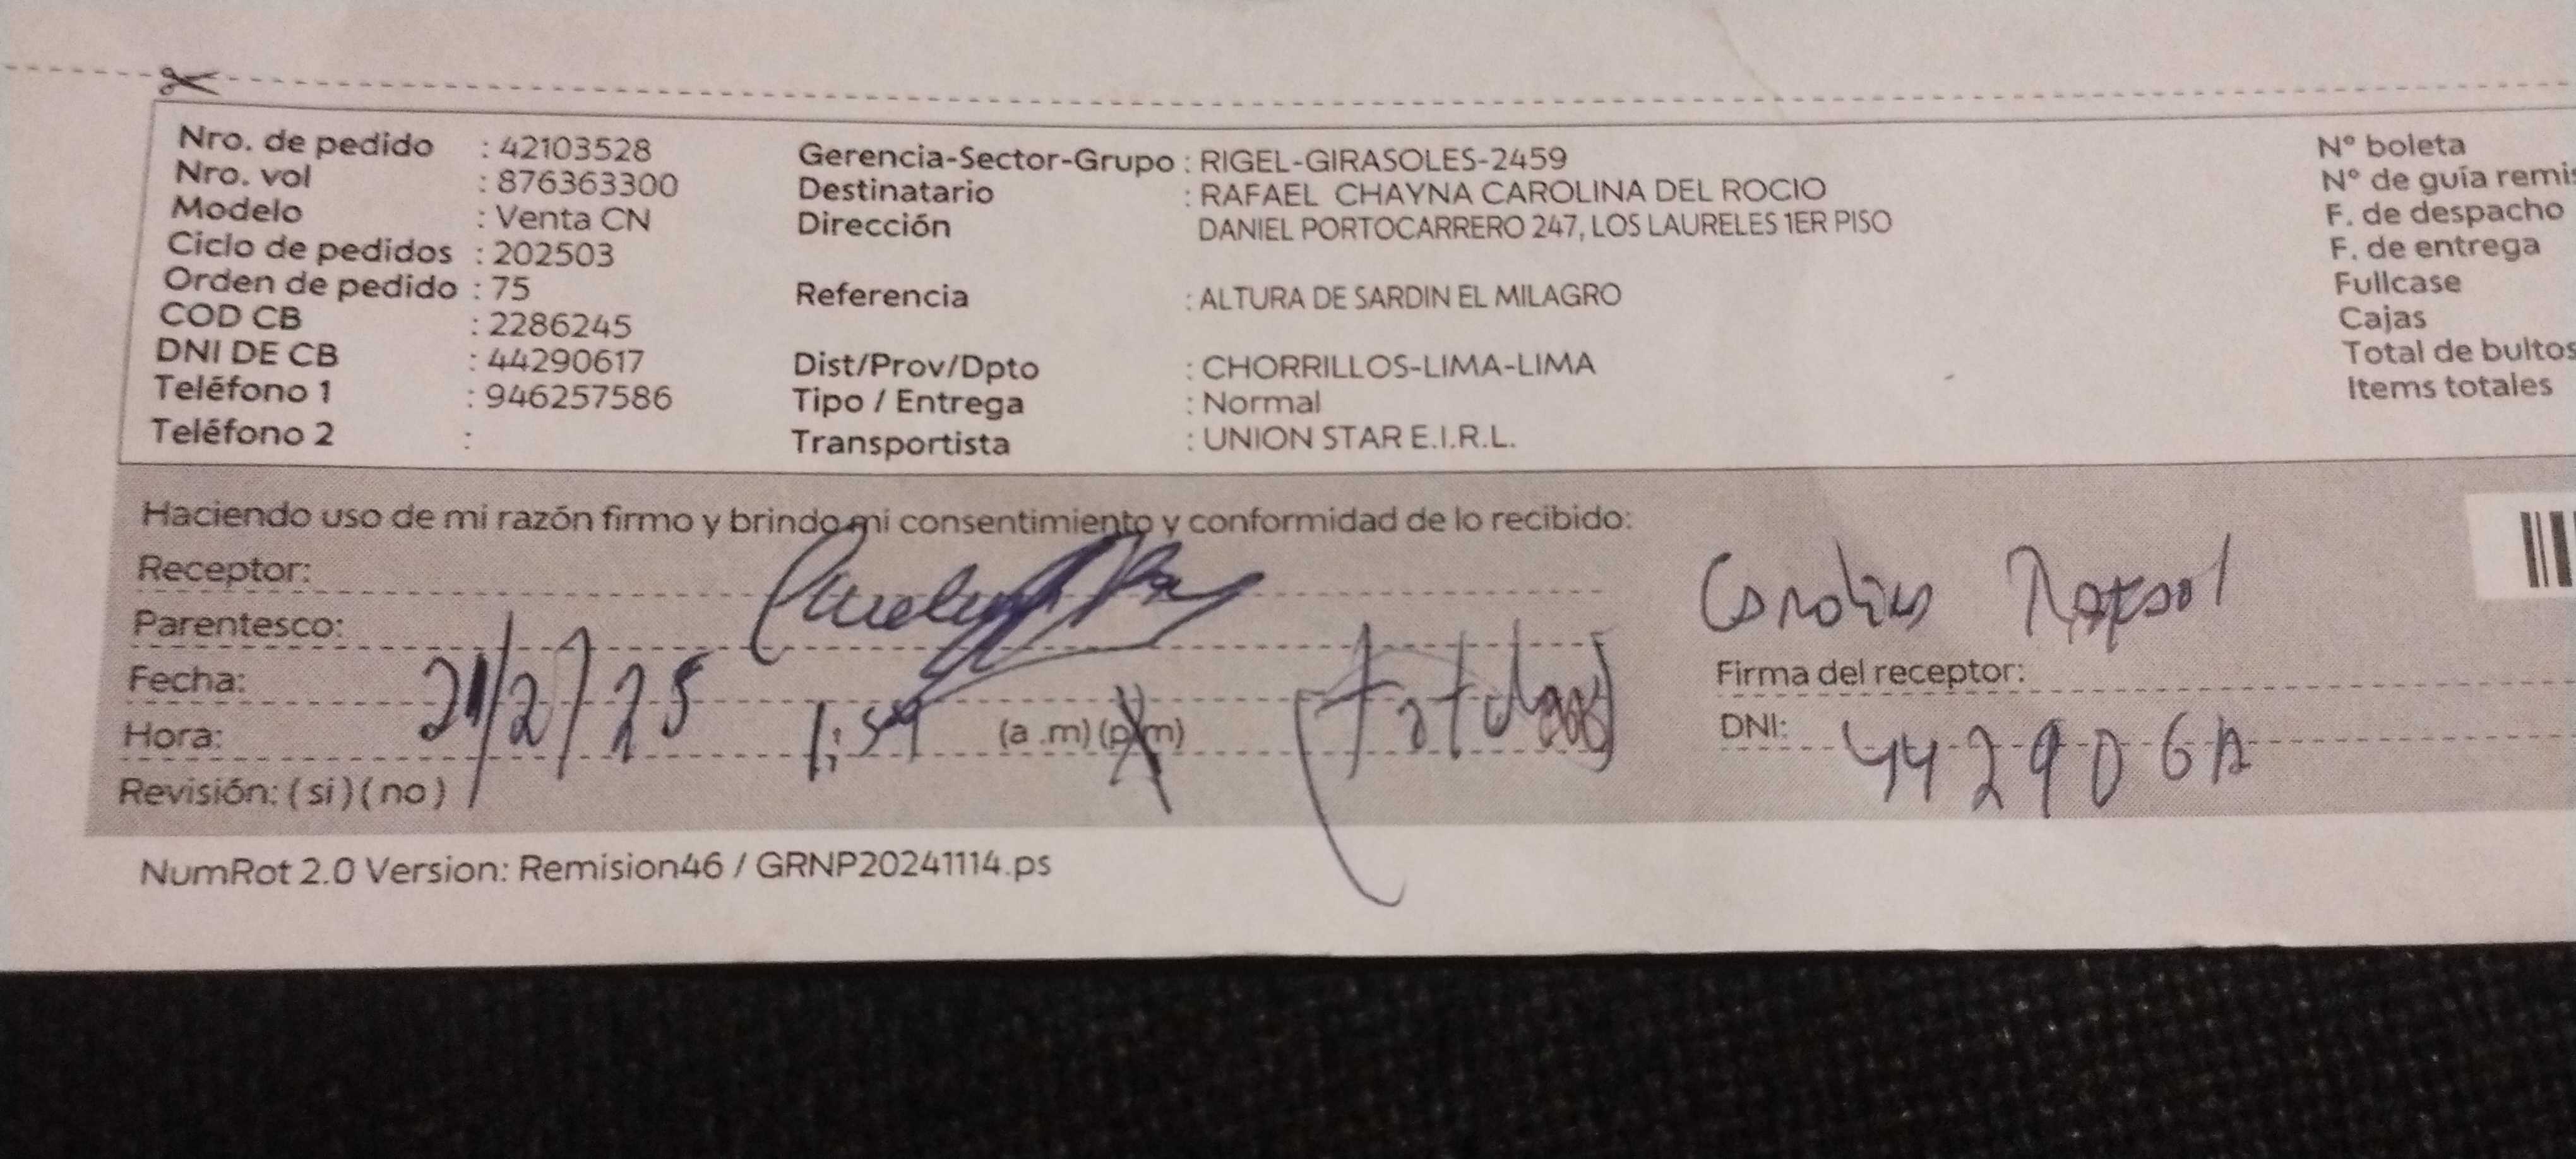 Nro. de pedido : 42103528
Nro. vol : 876363300
Modelo : Venta CN
Ciclo de pedidos : 202503
Orden de pedido : 75
COD CB : 2286245
DNI DE CB : 44290617
Teléfono 1 : 946257586
Teléfono 2 :
Gerencia-Sector-Grupo : RIGEL-GIRASOLES-2459
Destinatario : RAFAEL CHAYNA CAROLINA DEL ROCIO
Dirección DANIEL PORTOCARRERO 247, LOS LAURELES 1ER PISO
Referencia : ALTURA DE SARDIN EL MILAGRO
Dist/Prov/Dpto : CHORRILLOS-LIMA-LIMA
Tipo / Entrega : Normal
Transportista : UNION STAR E.I.R.L.
N° boleta
N° de guía remis
F. de despacho
F. de entrega
Fullcase
Cajas
Total de bultos
Items totales
Haciendo uso de mi razón firmo y brindo mi consentimiento y conformidad de lo recibido:
Receptor:
Parentesco:
Fecha: 21/2/25
Hora: 1:59 (a .m) (p.m)
Revisión: ( si ) ( no )
Carolina Rafael
Firma del receptor:
DNI: 4429061
NumRot 2.0 Version: Remision46 / GRNP20241114.ps